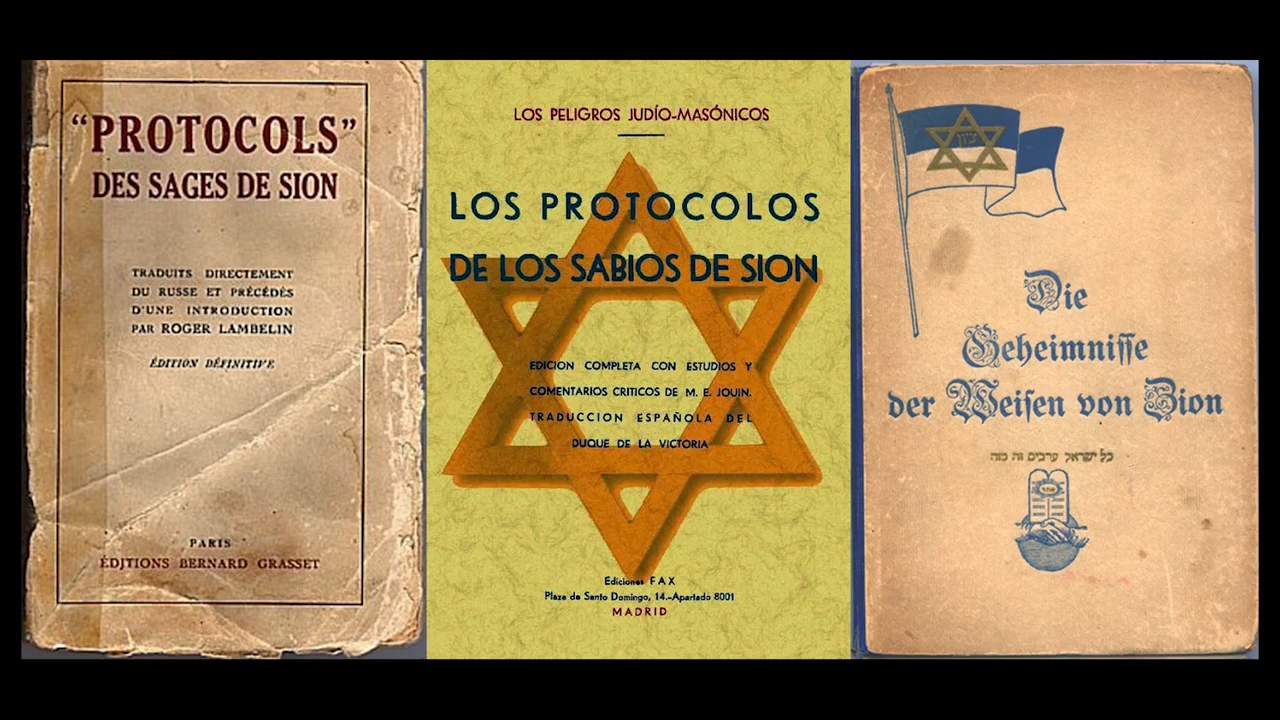 “PROTOCOLS”
DES SAGES DE SION
TRADUITS DIRECTEMENT
DU RUSSE ET PRÉCÉDÉS
D'UNE INTRODUCTION
PAR ROGER LAMBELIN
ÉDITION DÉFINITIVE
PARIS
ÉDITIONS BERNARD GRASSET
LOS PELIGROS JUDÍO-MASÓNICOS
LOS PROTOCOLOS
DE LOS SABIOS DE SION
EDICION COMPLETA CON ESTUDIOS Y
COMENTARIOS CRITICOS DE M. E. JOUIN.
TRADUCCION ESPAÑOLA DEL
DUQUE DE LA VICTORIA
Ediciones FAX
Plaza de Santo Domingo, 14.-Apartado 8001
MADRID
ציון
Die
Geheimnisse
der Weisen von Zion
כל ישראל ערבים זה בזה